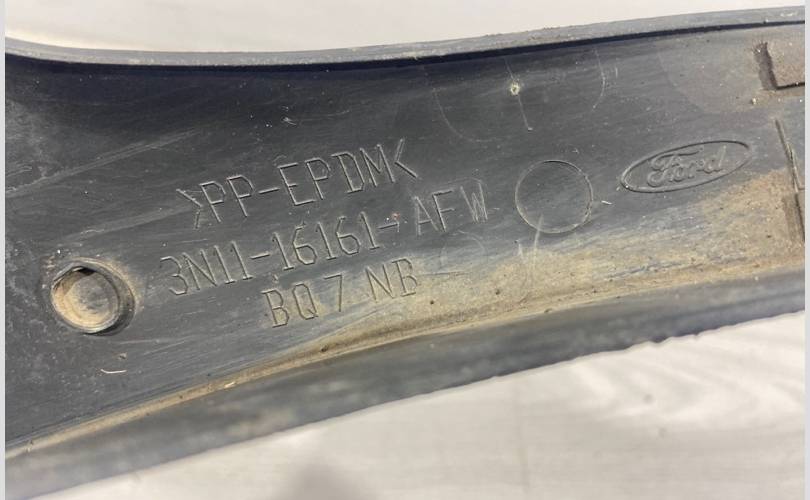 >PP-EPDM<
3N11-16161-AFW
BQ7 NB
Ford